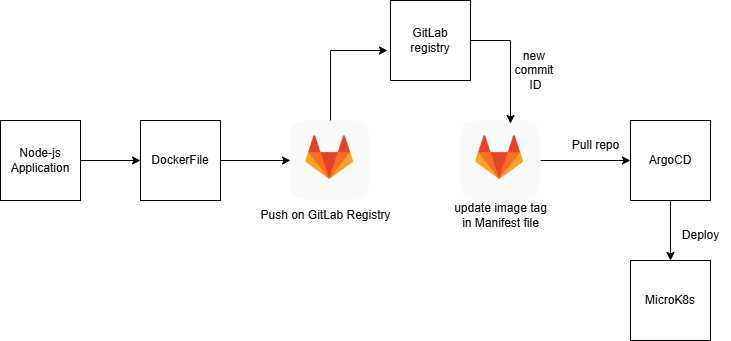 GitLab
registry
new
commit
ID
Node-js
Application
DockerFile
Pull repo
ArgoCD
Push on GitLab Registry
update image tag
in Manifest file
Deploy
MicroK8s